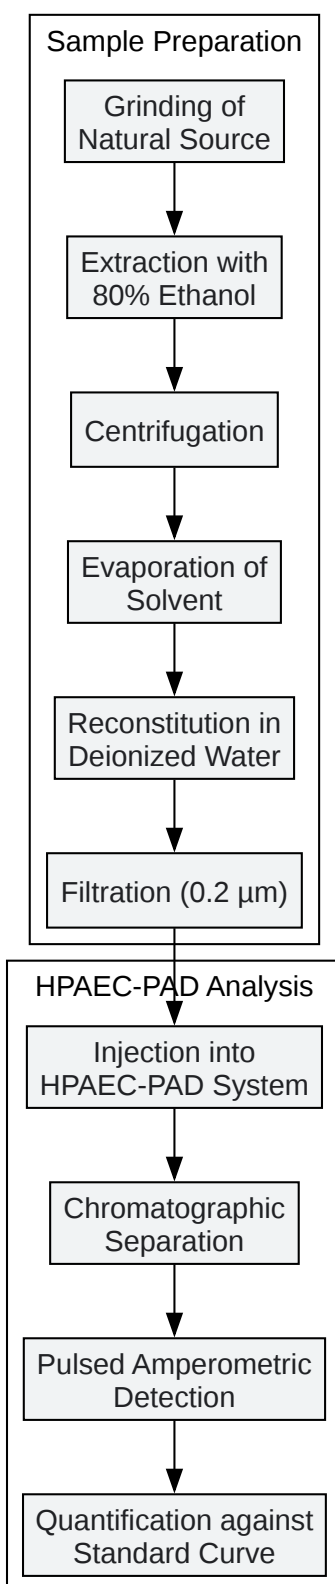 Sample Preparation
Grinding of
Natural Source
Extraction with
80% Ethanol
Centrifugation
Evaporation of
Solvent
Reconstitution in
Deionized Water
Filtration (0.2 µm)
HPAEC-PAD Analysis
Injection into
HPAEC-PAD System
Chromatographic
Separation
Pulsed Amperometric
Detection
Quantification against
Standard Curve